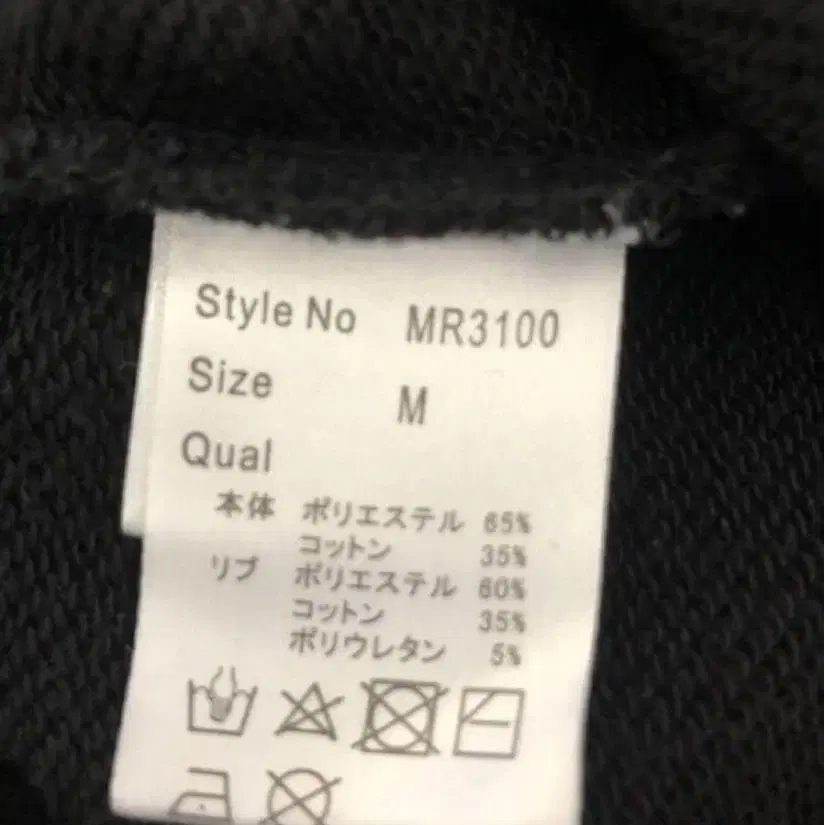 Style No MR3100
Size M
Qual
本体 ポリエステル 65%
コットン 35%
リブ ポリエステル 60%
コットン 35%
ポリウレタン 5%